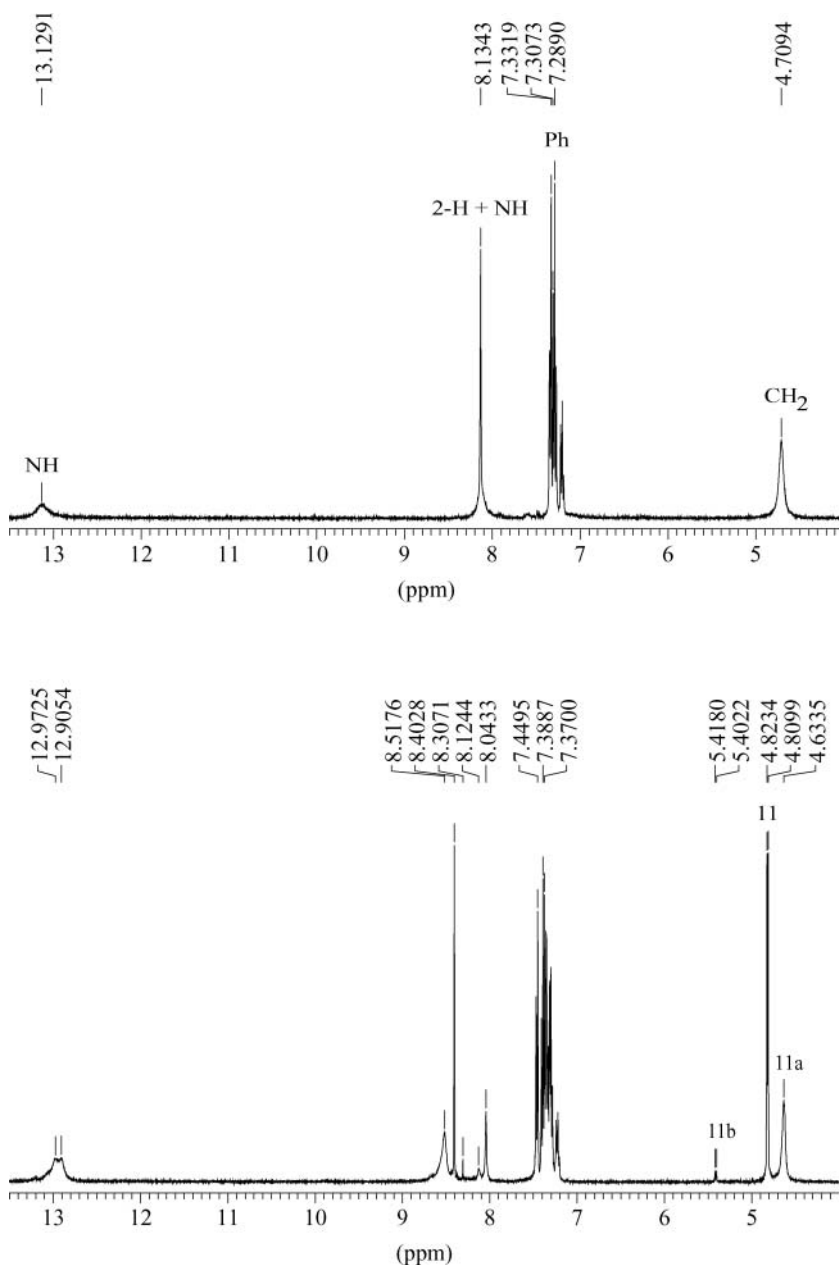 13.1291
8.1343
7.3319
7.3073
7.2890
4.7094
Ph
2-H + NH
CH2
NH
13 12 11 10 9 8 7 6 5
(ppm)
12.9725
12.9054
8.5176
8.4028
8.3071
8.1244
8.0433
7.4495
7.3887
7.3700
5.4180
5.4022
4.8234
4.8099
4.6335
11
11a
11b
13 12 11 10 9 8 7 6 5
(ppm)